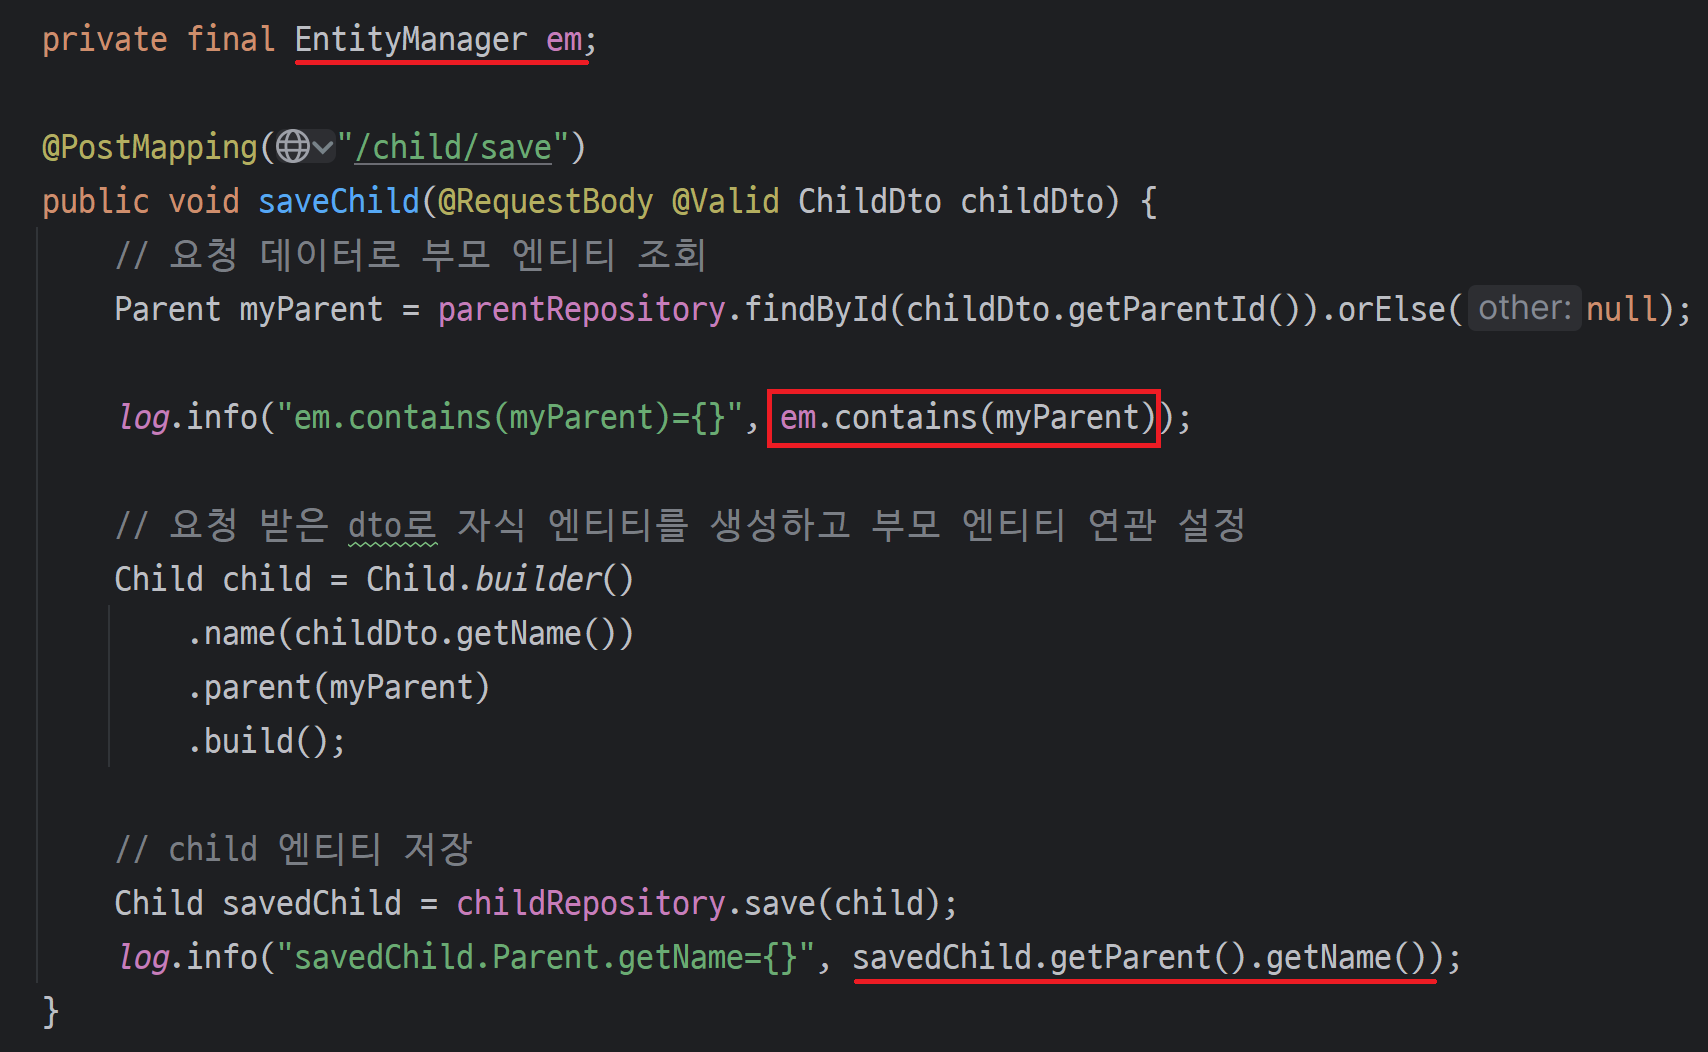 private final EntityManager em;
@PostMapping("/child/save")
public void saveChild(@RequestBody @Valid ChildDto childDto) {
// 요청 데이터로 부모 엔티티 조회
Parent myParent = parentRepository.findById(childDto.getParentId()).orElse( other: null);
log.info("em.contains(myParent)={}", em.contains(myParent));
// 요청 받은 dto로 자식 엔티티를 생성하고 부모 엔티티 연관 설정
Child child = Child.builder()
.name(childDto.getName())
.parent(myParent)
.build();
// child 엔티티 저장
Child savedChild = childRepository.save(child);
log.info("savedChild.Parent.getName={}", savedChild.getParent().getName());
}